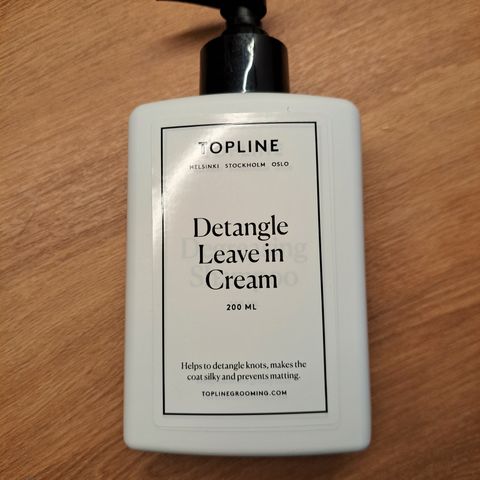 TOPLINE
HELSINKI STOCKHOLM OSLO
Detangle
Leave in
Cream
200 ML
Helps to detangle knots, makes the
coat silky and prevents matting.
TOPLINEGROOMING.COM